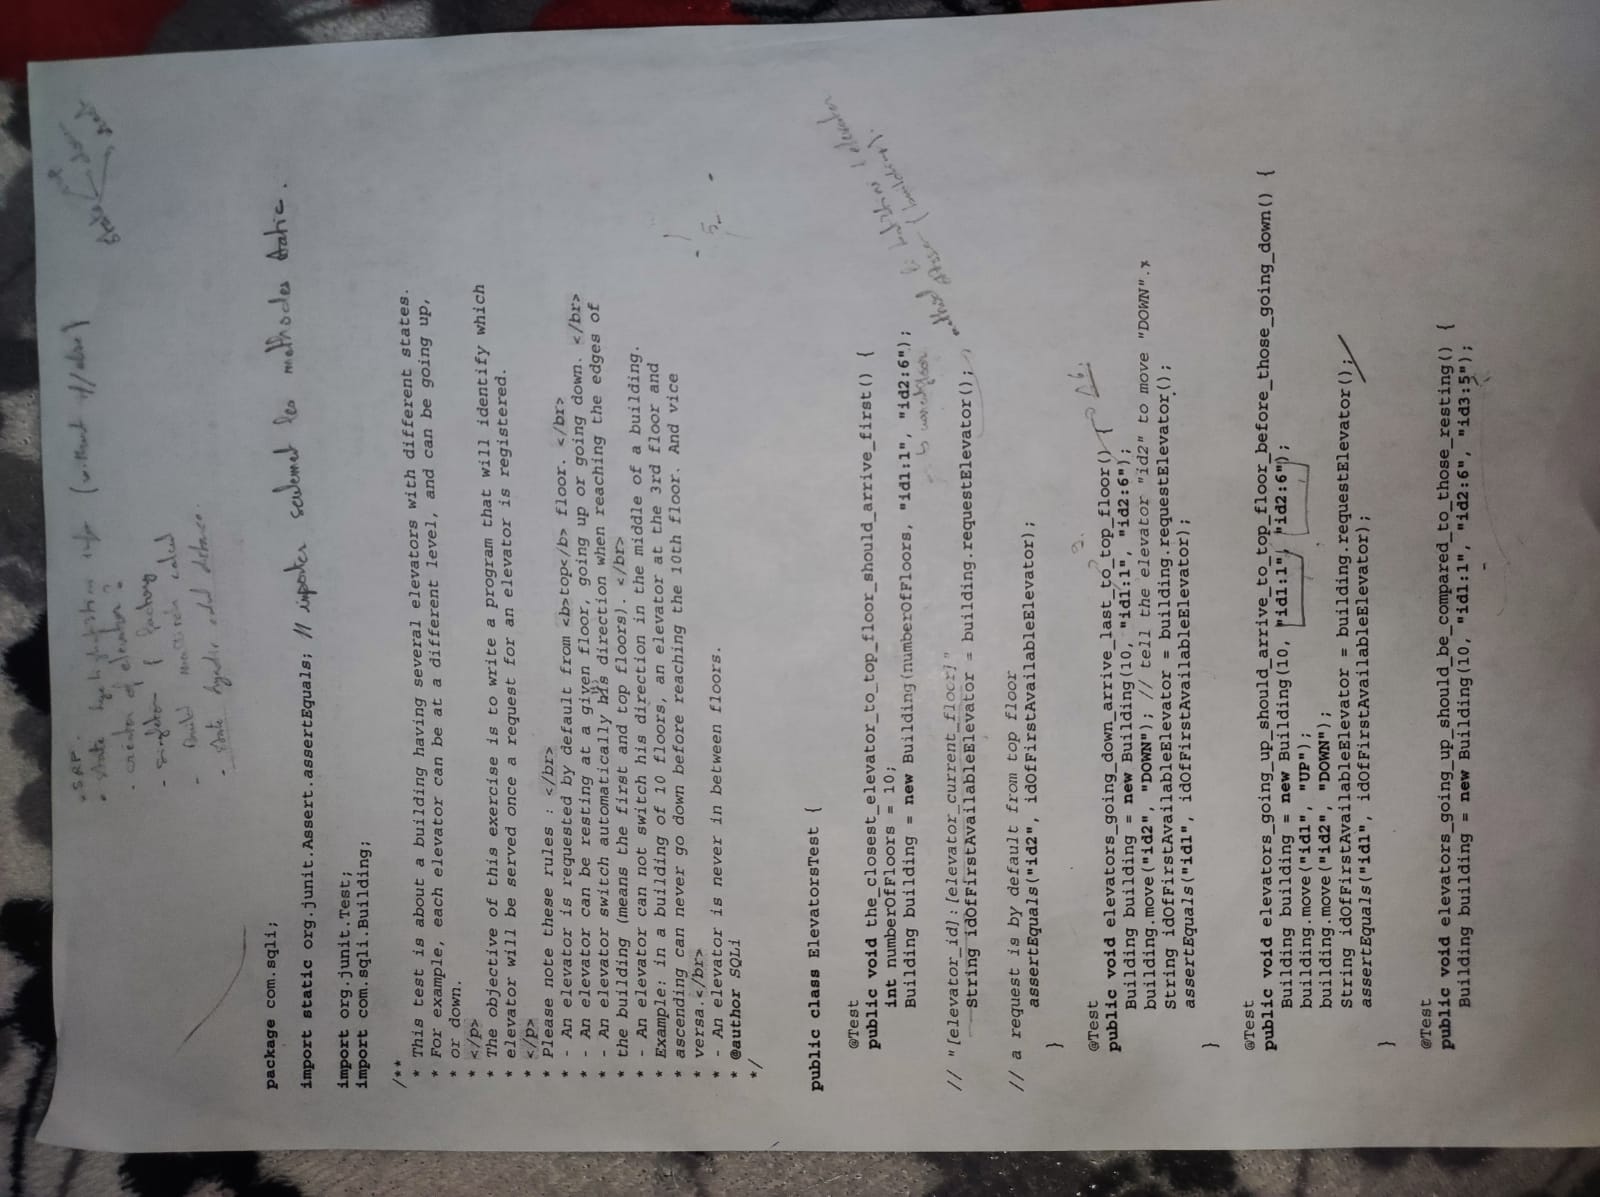 - SRP.
- state
- creation of elevator ?
- singleton { factory
- build
- state
state
package com.sqli;
import static org.junit.Assert.assertEquals; // importer seulement les methodes static.
import org.junit.Test;
import com.sqli.Building;
/**
* This test is about a building having several elevators with different states.
* For example, each elevator can be at a different level, and can be going up,
* or down.
* </p>
* The objective of this exercise is to write a program that will identify which
* elevator will be served once a request for an elevator is registered.
* </p>
* Please note these rules : </br>
* - An elevator is requested by default from <b>top</b> floor. </br>
* - An elevator can be resting at a given floor, going up or going down. </br>
* - An elevator switch automatically his direction when reaching the edges of
* the building (means the first and top floors). </br>
* - An elevator can not switch his direction in the middle of a building.
* Example: in a building of 10 floors, an elevator at the 3rd floor and
* ascending can never go down before reaching the 10th floor. And vice
* versa.</br>
* - An elevator is never in between floors.
* @author SQLi
*/
public class ElevatorsTest {
@Test
public void the_closest_elevator_to_top_floor_should_arrive_first() {
int numberOfFloors = 10;
Building building = new Building(numberOfFloors, "id1:1", "id2:6");
// "[elevator_id]:[elevator_current_floor]"
String idOfFirstAvailableElevator = building.requestElevator();
// a request is by default from top floor
assertEquals("id2", idOfFirstAvailableElevator);
}
@Test
public void elevators_going_down_arrive_last_to_top_floor() {
Building building = new Building(10, "id1:1", "id2:6");
building.move("id2", "DOWN"); // tell the elevator "id2" to move "DOWN".
String idOfFirstAvailableElevator = building.requestElevator();
assertEquals("id1", idOfFirstAvailableElevator);
}
@Test
public void elevators_going_up_should_arrive_to_top_floor_before_those_going_down() {
Building building = new Building(10, "id1:1", "id2:6");
building.move("id1", "UP");
building.move("id2", "DOWN");
String idOfFirstAvailableElevator = building.requestElevator();
assertEquals("id1", idOfFirstAvailableElevator);
}
@Test
public void elevators_going_up_should_be_compared_to_those_resting() {
Building building = new Building(10, "id1:1", "id2:6", "id3:5");